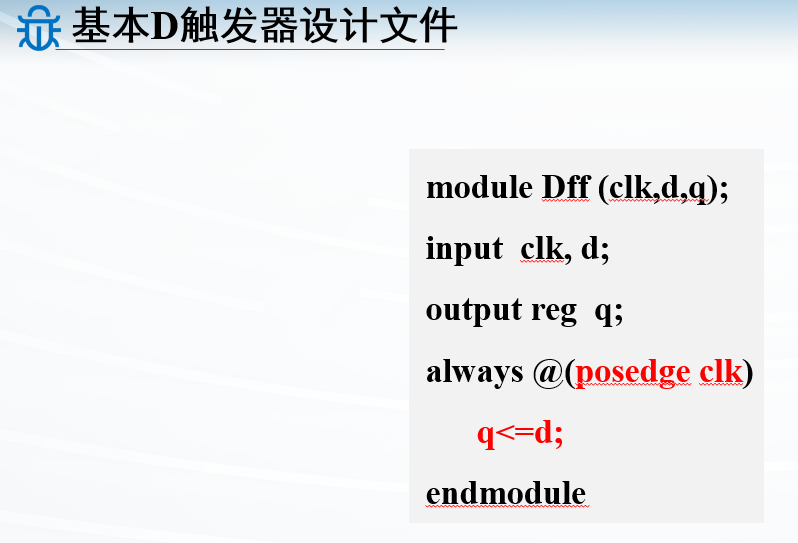 基本D触发器设计文件
module Dff (clk,d,q);
input clk, d;
output reg q;
always @(posedge clk)
q<=d;
endmodule